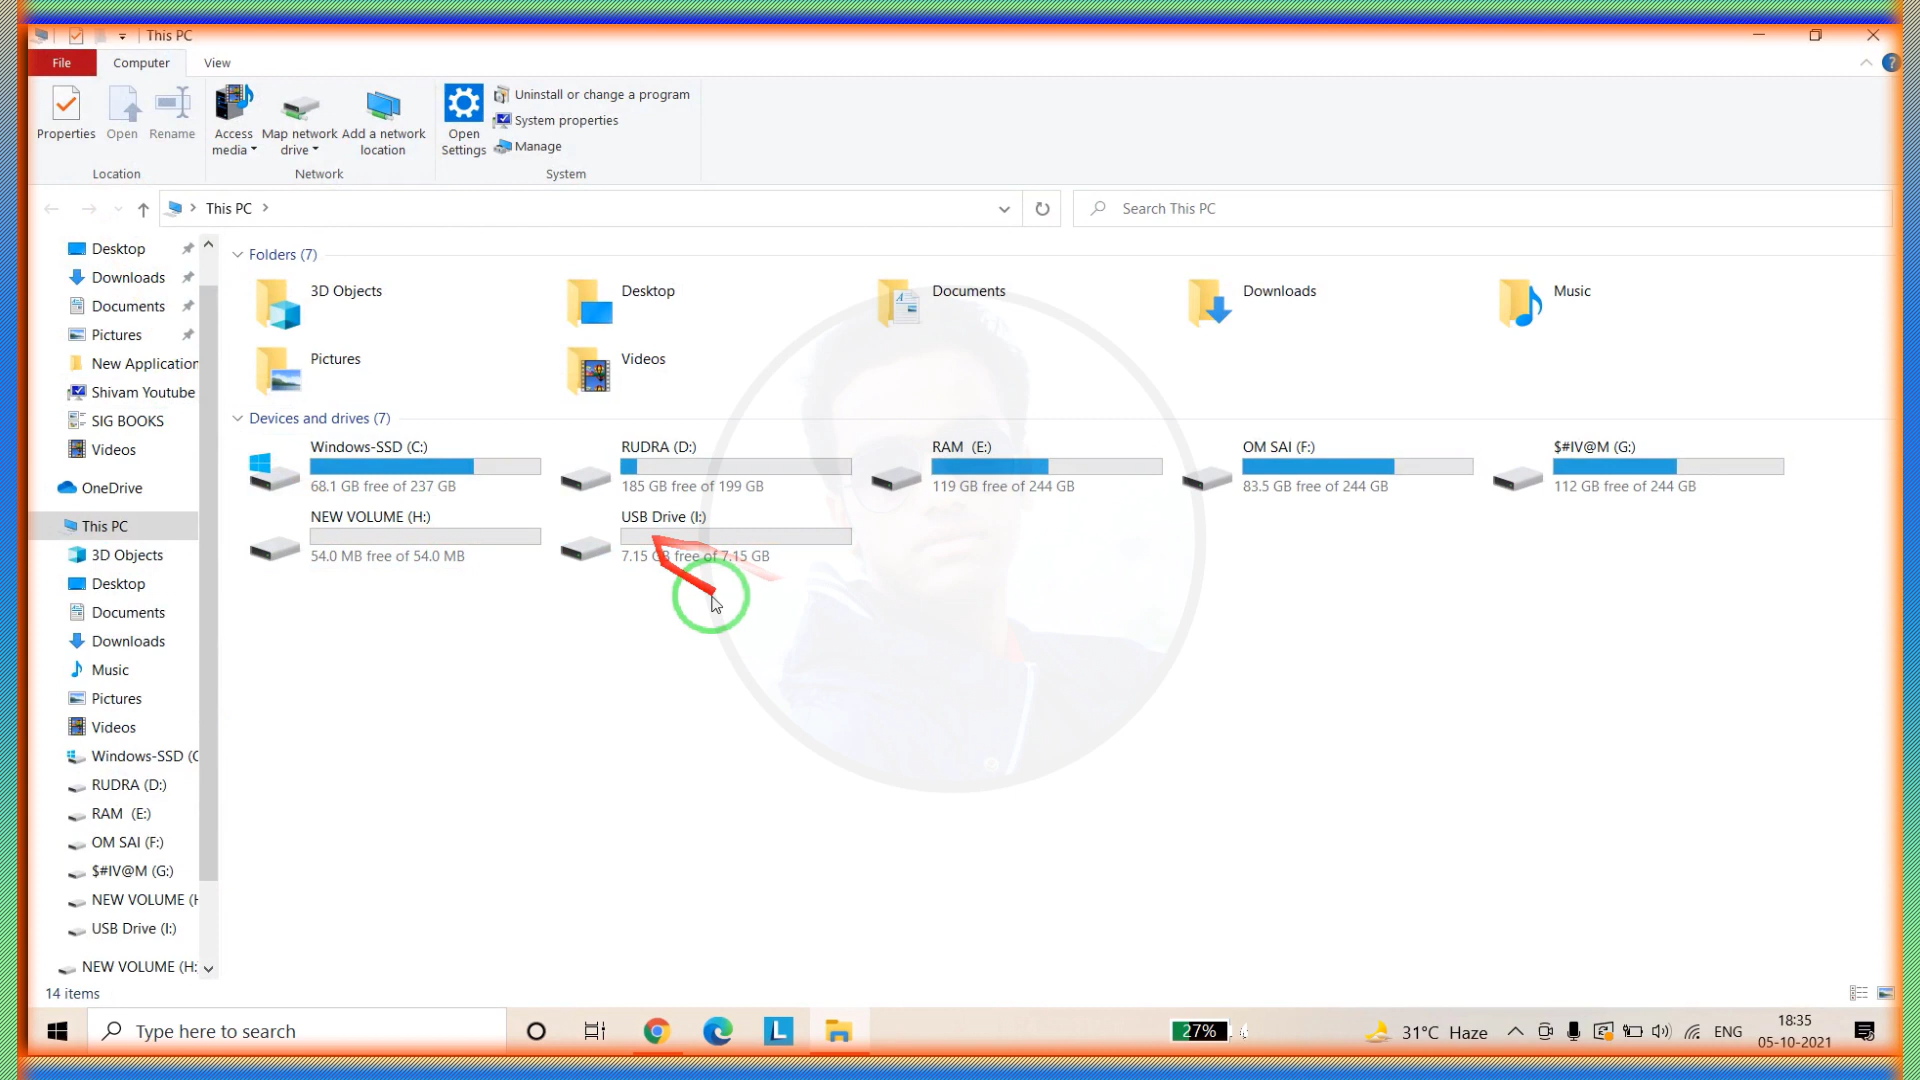 This PC
File
Computer
View
Properties
Open
Rename
Access media
Map network drive
Add a network location
Open Settings
Uninstall or change a program
System properties
Manage
Location
Network
System
This PC
Search This PC
Desktop
Downloads
Documents
Pictures
New Application
Shivam Youtube
SIG BOOKS
Videos
OneDrive
This PC
3D Objects
Desktop
Documents
Downloads
Music
Pictures
Videos
Windows-SSD (C
RUDRA (D:)
RAM (E:)
OM SAI (F:)
$#IV@M (G:)
NEW VOLUME (H
USB Drive (I:)
NEW VOLUME (H:
Folders (7)
3D Objects
Desktop
Documents
Downloads
Music
Pictures
Videos
Devices and drives (7)
Windows-SSD (C:)
68.1 GB free of 237 GB
RUDRA (D:)
185 GB free of 199 GB
RAM (E:)
119 GB free of 244 GB
OM SAI (F:)
83.5 GB free of 244 GB
$#IV@M (G:)
112 GB free of 244 GB
NEW VOLUME (H:)
54.0 MB free of 54.0 MB
USB Drive (I:)
7.15 GB free of 7.15 GB
14 items
Type here to search
L
27%
31°C Haze
ENG
18:35
05-10-2021